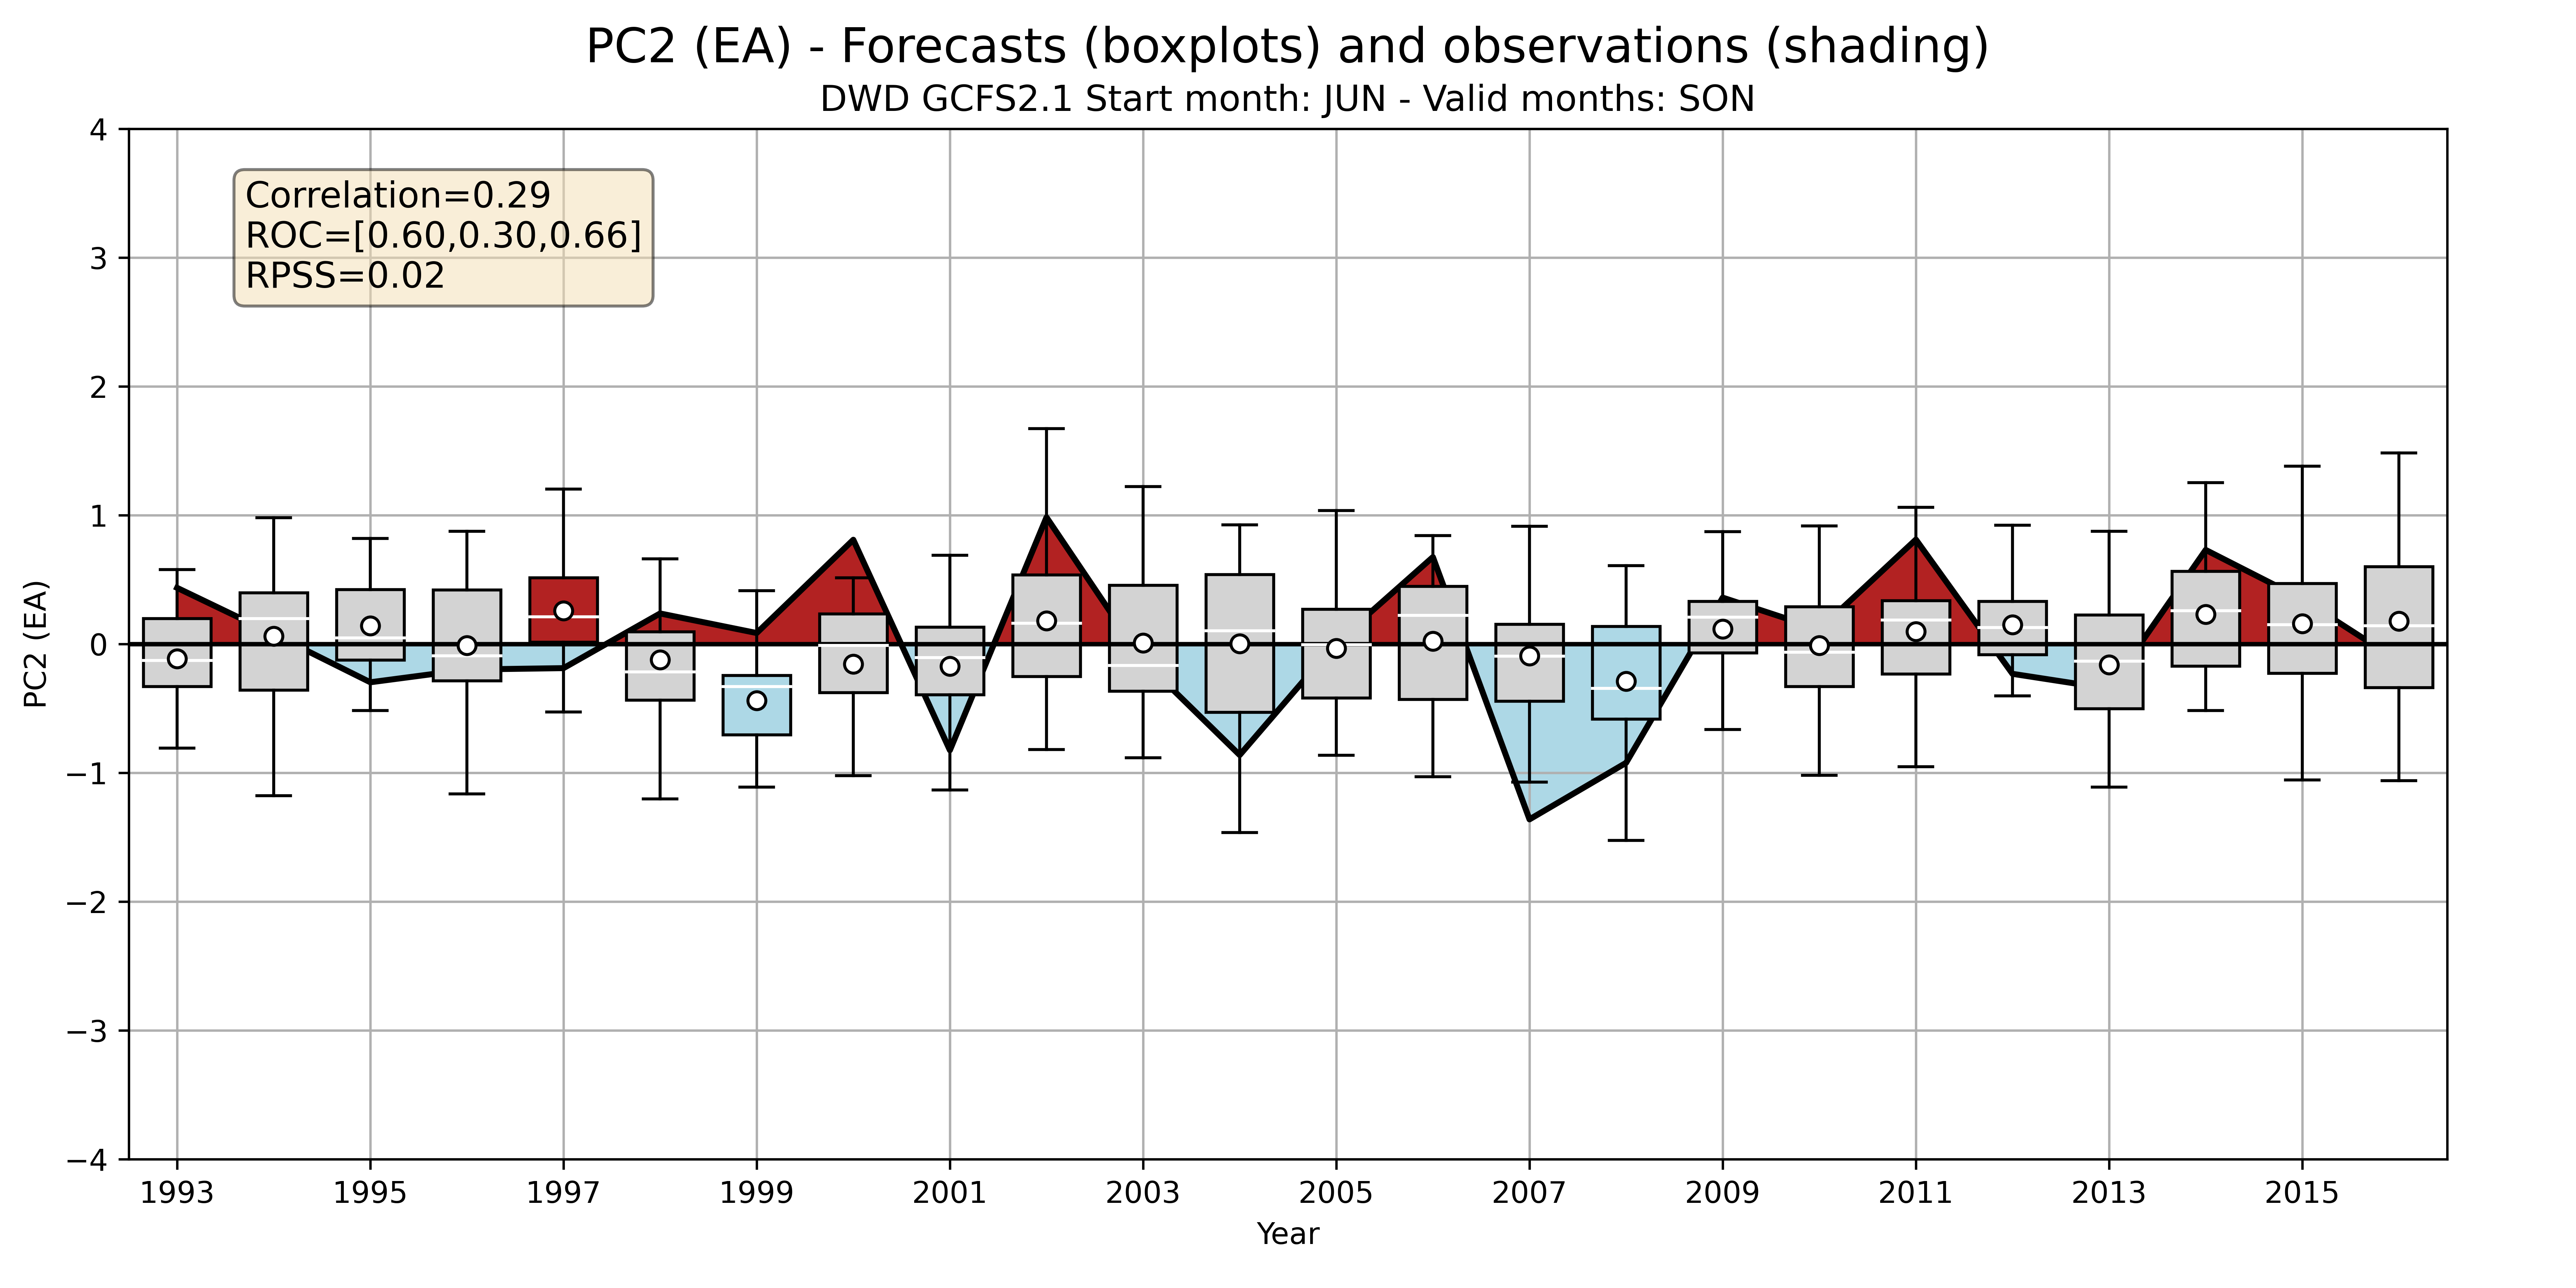 PC2 (EA) - Forecasts (boxplots) and observations (shading)
DWD GCFS2.1 Start month: JUN - Valid months: SON
Correlation=0.29
ROC=[0.60,0.30,0.66]
RPSS=0.02
PC2 (EA)
4
3
2
1
0
−1
−2
−3
−4
1993 1995 1997 1999 2001 2003 2005 2007 2009 2011 2013 2015
Year